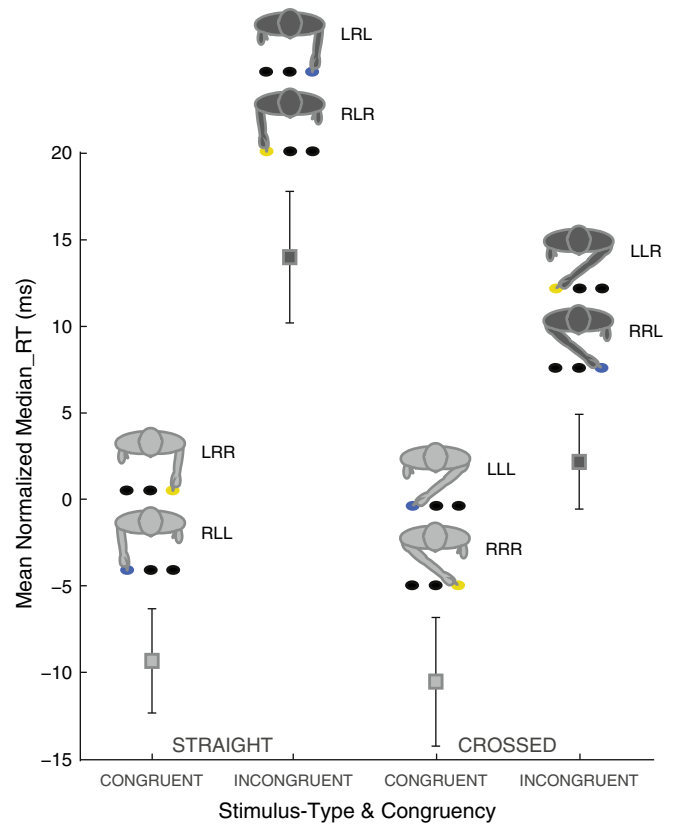 LRL
RLR
20
15
10
5
0
−5
−10
−15
Mean Normalized Median_RT (ms)
LLR
RRL
LRR
RLL
LLL
RRR
STRAIGHT CROSSED
CONGRUENT INCONGRUENT CONGRUENT INCONGRUENT
Stimulus-Type & Congruency